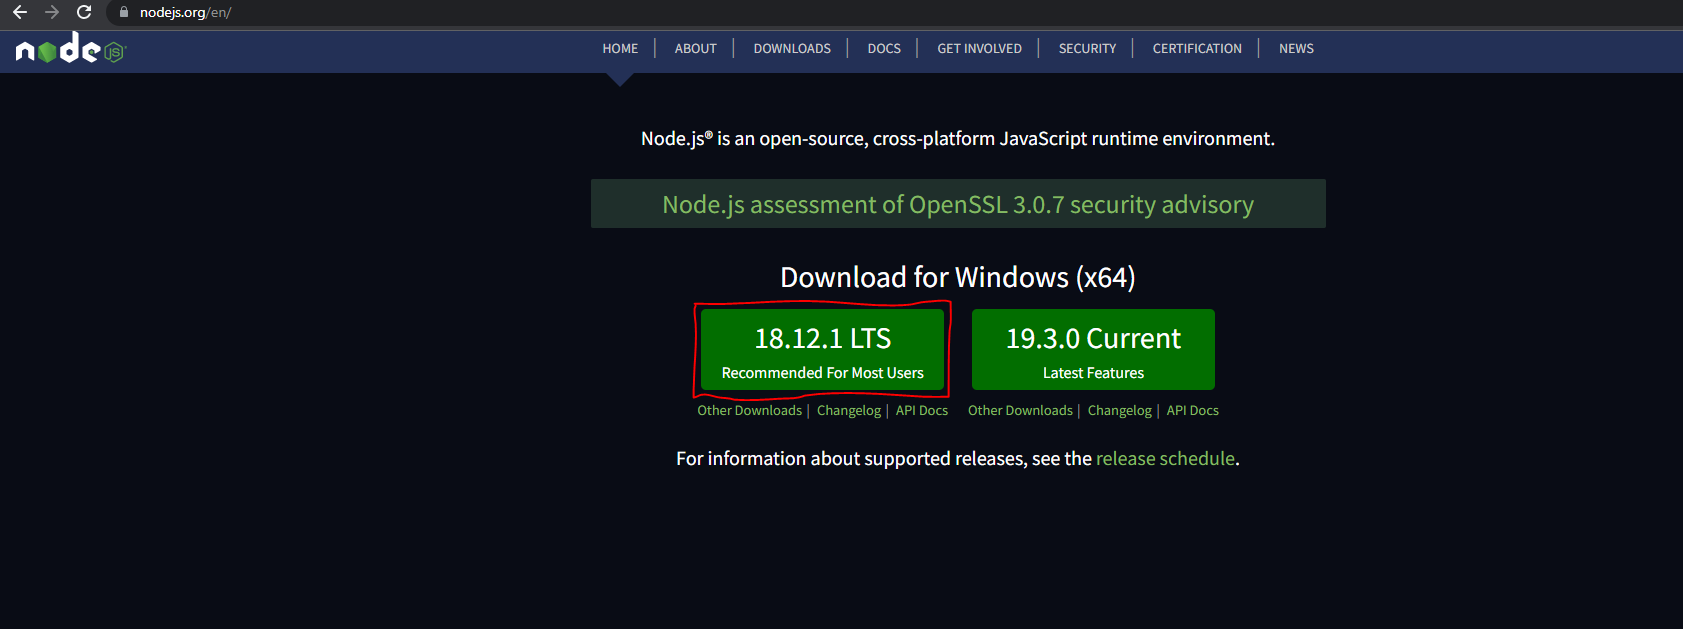 nodejs.org/en/
node JS
HOME | ABOUT | DOWNLOADS | DOCS | GET INVOLVED | SECURITY | CERTIFICATION | NEWS
Node.js® is an open-source, cross-platform JavaScript runtime environment.
Node.js assessment of OpenSSL 3.0.7 security advisory
Download for Windows (x64)
18.12.1 LTS
Recommended For Most Users
19.3.0 Current
Latest Features
Other Downloads | Changelog | API Docs
Other Downloads | Changelog | API Docs
For information about supported releases, see the release schedule.